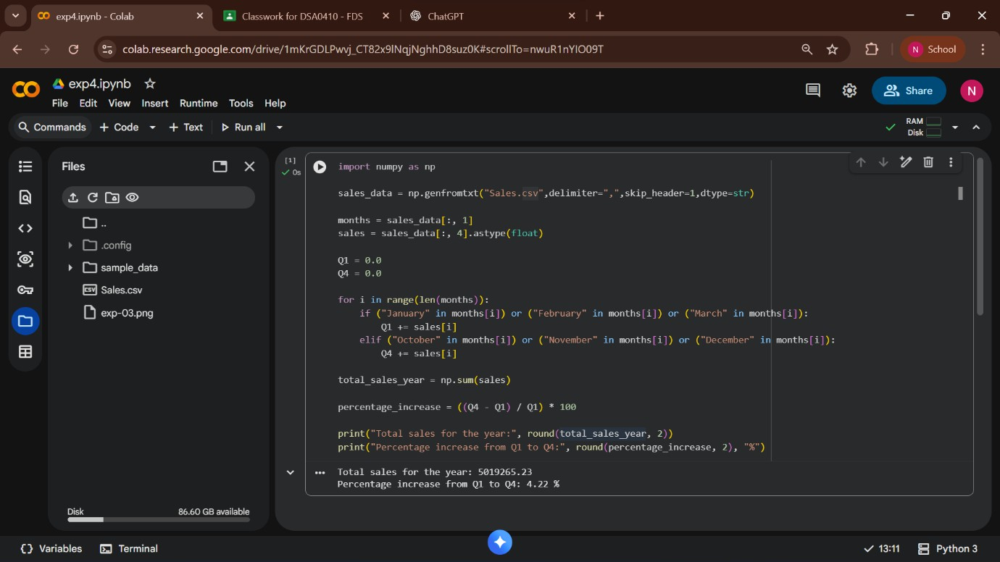 exp4.ipynb - Colab
Classwork for DSA0410 - FDS
ChatGPT
colab.research.google.com/drive/1mKrGDLPwvj_CT82x9lNqjNghhD8suz0K#scrollTo=nwuR1nYIO09T
N School
CO exp4.ipynb
File Edit View Insert Runtime Tools Help
Share
N
Commands + Code + Text Run all
RAM
Disk
Files
..
.config
sample_data
CSV Sales.csv
exp-03.png
Disk 86.60 GB available
[1]
0s
import numpy as np
sales_data = np.genfromtxt("Sales.csv",delimiter=",",skip_header=1,dtype=str)
months = sales_data[:, 1]
sales = sales_data[:, 4].astype(float)
Q1 = 0.0
Q4 = 0.0
for i in range(len(months)):
if ("January" in months[i]) or ("February" in months[i]) or ("March" in months[i]):
Q1 += sales[i]
elif ("October" in months[i]) or ("November" in months[i]) or ("December" in months[i]):
Q4 += sales[i]
total_sales_year = np.sum(sales)
percentage_increase = ((Q4 - Q1) / Q1) * 100
print("Total sales for the year:", round(total_sales_year, 2))
print("Percentage increase from Q1 to Q4:", round(percentage_increase, 2), "%")
Total sales for the year: 5019265.23
Percentage increase from Q1 to Q4: 4.22 %
{} Variables Terminal
13:11 Python 3